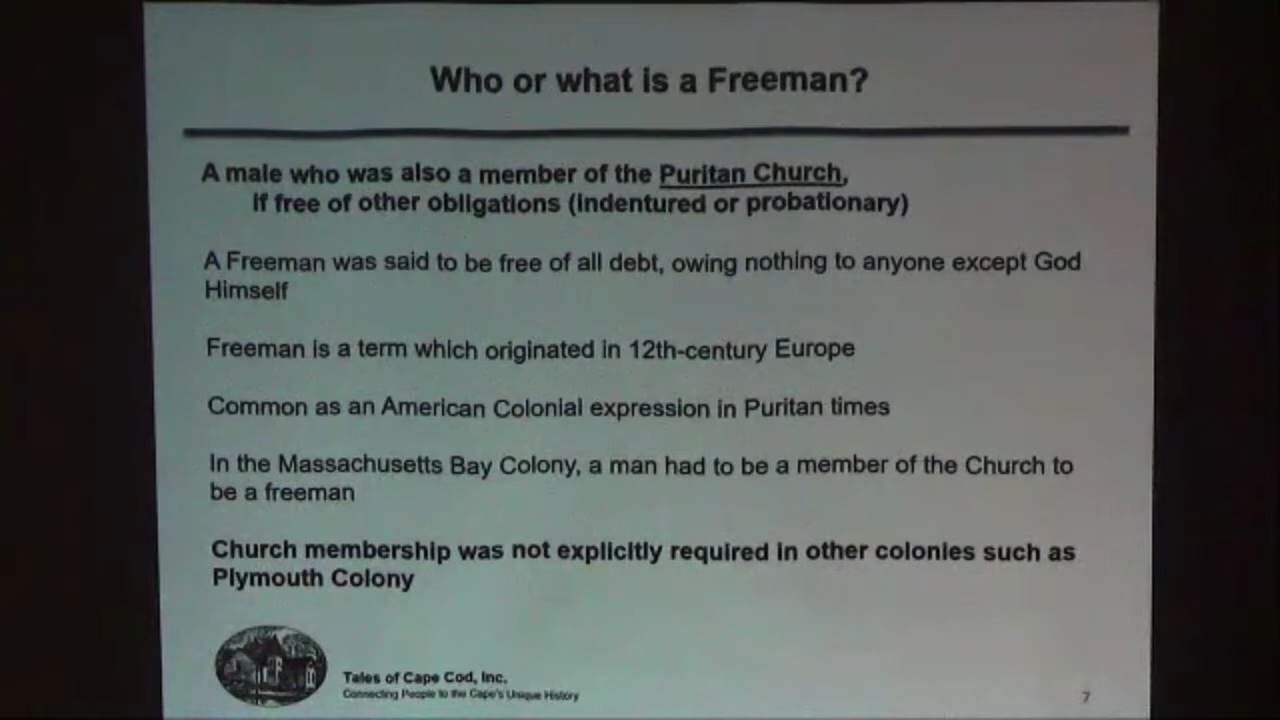 Who or what is a Freeman?
A male who was also a member of the Puritan Church,
if free of other obligations (indentured or probationary)
A Freeman was said to be free of all debt, owing nothing to anyone except God
Himself
Freeman is a term which originated in 12th-century Europe
Common as an American Colonial expression in Puritan times
In the Massachusetts Bay Colony, a man had to be a member of the Church to
be a freeman
Church membership was not explicitly required in other colonies such as
Plymouth Colony
Tales of Cape Cod, Inc.
Connecting People to the Cape's Unique History
7